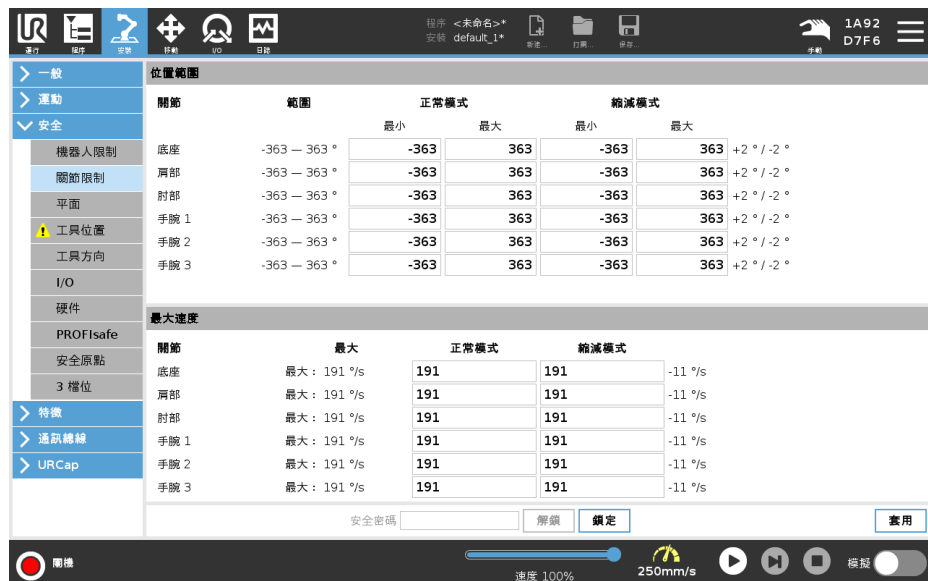 程序 <未命名>*
安裝 default_1*
運行 程序 安裝 移動 I/O 日誌 新建... 打開... 保存... 手動
1A92
D7F6
一般
運動
安全
機器人限制
關節限制
平面
工具位置
工具方向
I/O
硬件
PROFIsafe
安全原點
3 檔位
特徵
通訊總線
URCap
位置範圍
關節 範圍 正常模式 縮減模式
最小 最大 最小 最大
底座 -363 — 363 ° -363 363 -363 363 +2 ° / -2 °
肩部 -363 — 363 ° -363 363 -363 363 +2 ° / -2 °
肘部 -363 — 363 ° -363 363 -363 363 +2 ° / -2 °
手腕 1 -363 — 363 ° -363 363 -363 363 +2 ° / -2 °
手腕 2 -363 — 363 ° -363 363 -363 363 +2 ° / -2 °
手腕 3 -363 — 363 ° -363 363 -363 363 +2 ° / -2 °
最大速度
關節 最大 正常模式 縮減模式
底座 最大： 191 °/s 191 191 -11 °/s
肩部 最大： 191 °/s 191 191 -11 °/s
肘部 最大： 191 °/s 191 191 -11 °/s
手腕 1 最大： 191 °/s 191 191 -11 °/s
手腕 2 最大： 191 °/s 191 191 -11 °/s
手腕 3 最大： 191 °/s 191 191 -11 °/s
安全密碼 解鎖 鎖定 套用
關機 速度 100% 250mm/s 模擬